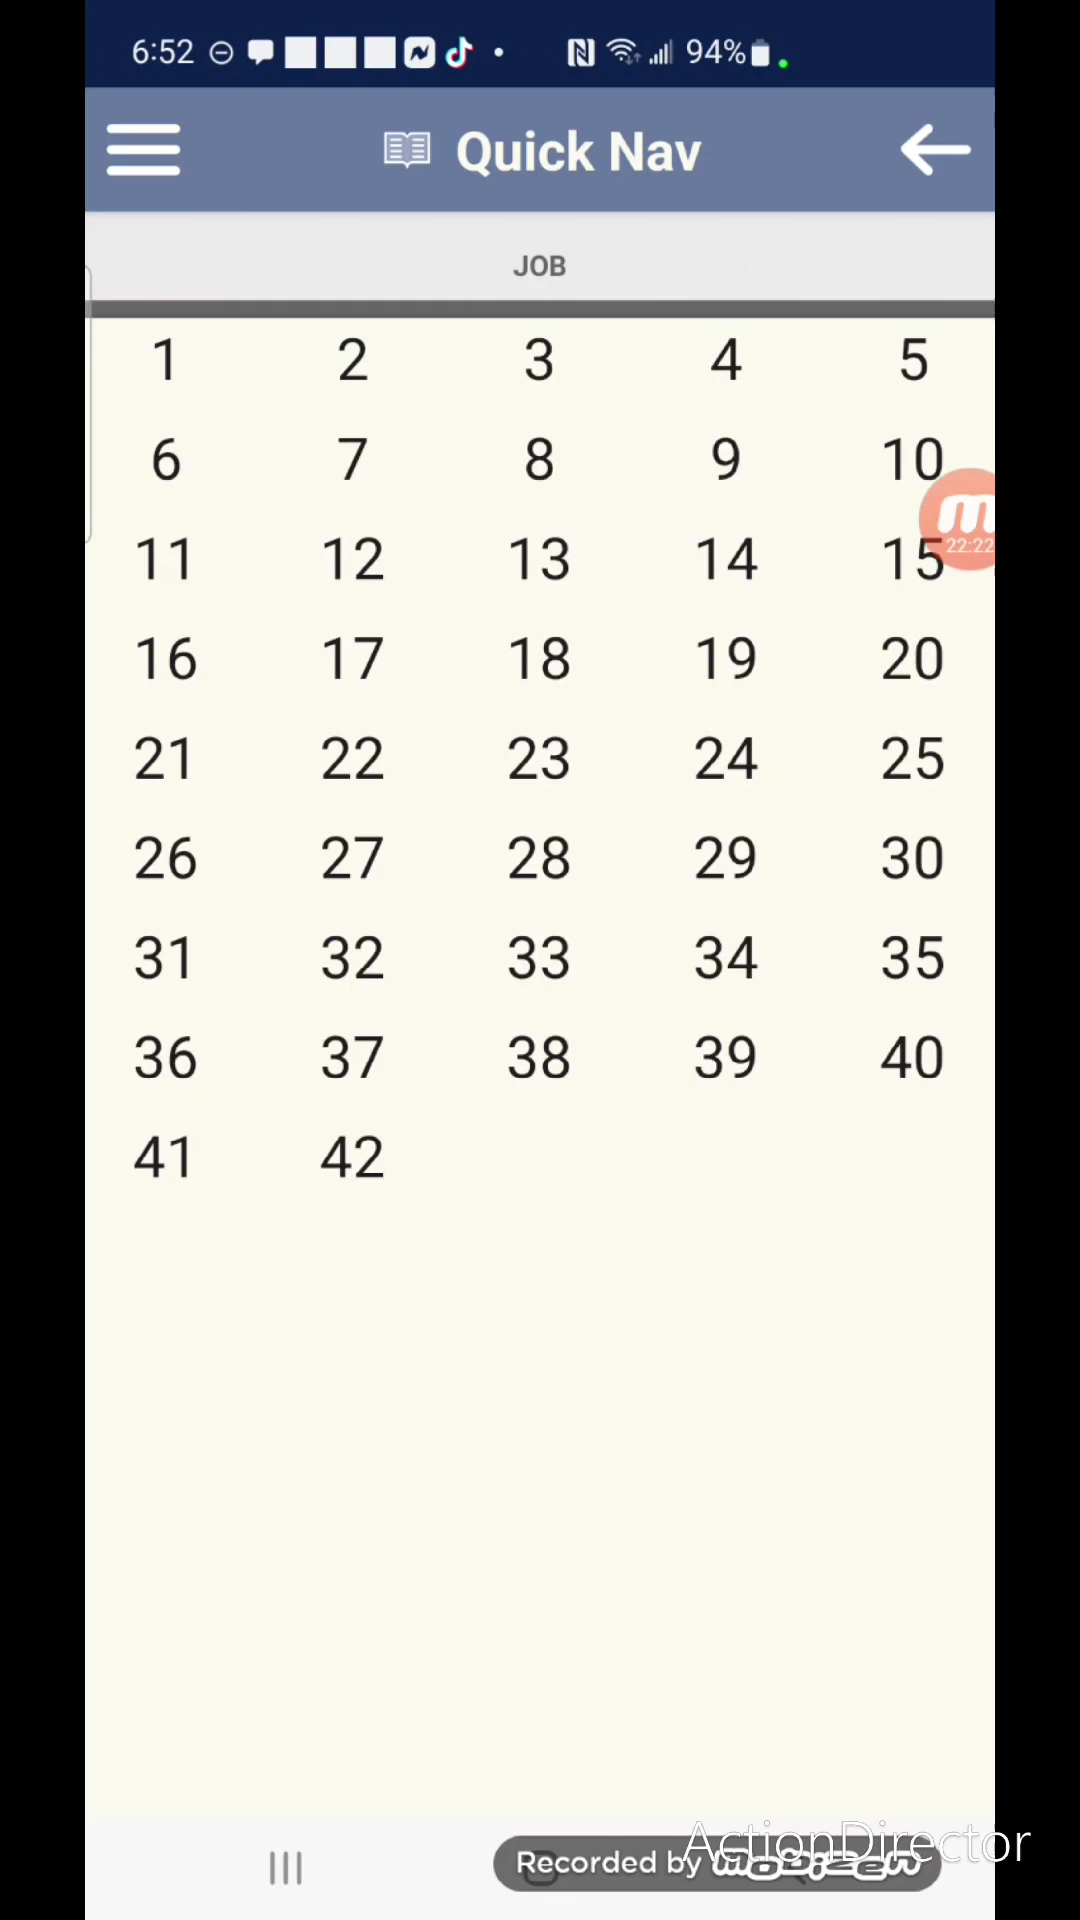 6:52 94%
Quick Nav
JOB
1 2 3 4 5
6 7 8 9 10
22:22
11 12 13 14 15
16 17 18 19 20
21 22 23 24 25
26 27 28 29 30
31 32 33 34 35
36 37 38 39 40
41 42
ActionDirector
Recorded by mobizen